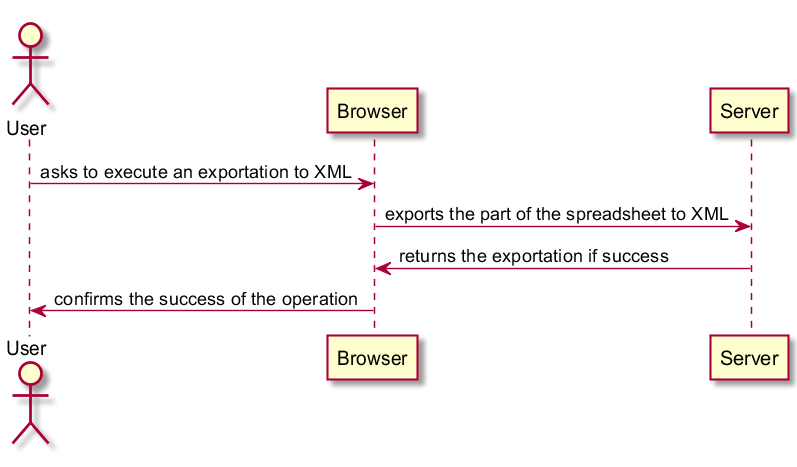 User
Browser
Server
asks to execute an exportation to XML
exports the part of the spreadsheet to XML
returns the exportation if success
confirms the success of the operation
User
Browser
Server